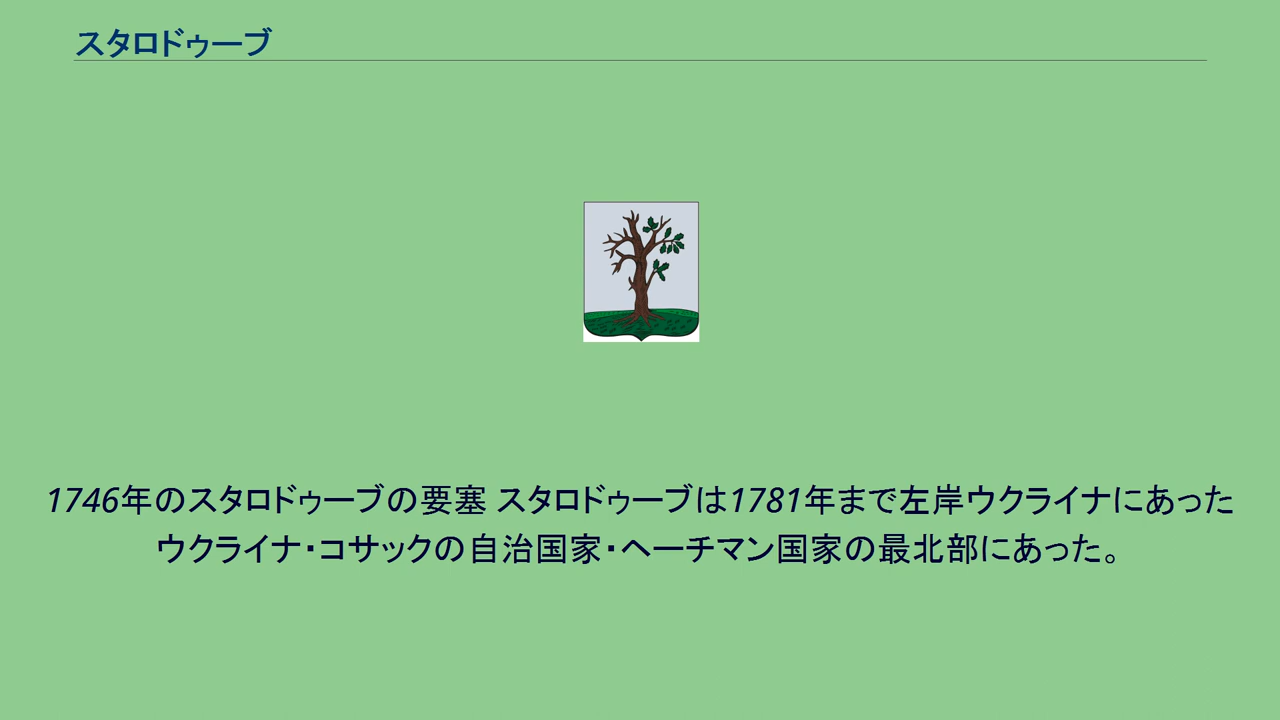 スタロドゥーブ
1746年のスタロドゥーブの要塞 スタロドゥーブは1781年まで左岸ウクライナにあった
ウクライナ・コサックの自治国家・ヘーチマン国家の最北部にあった。